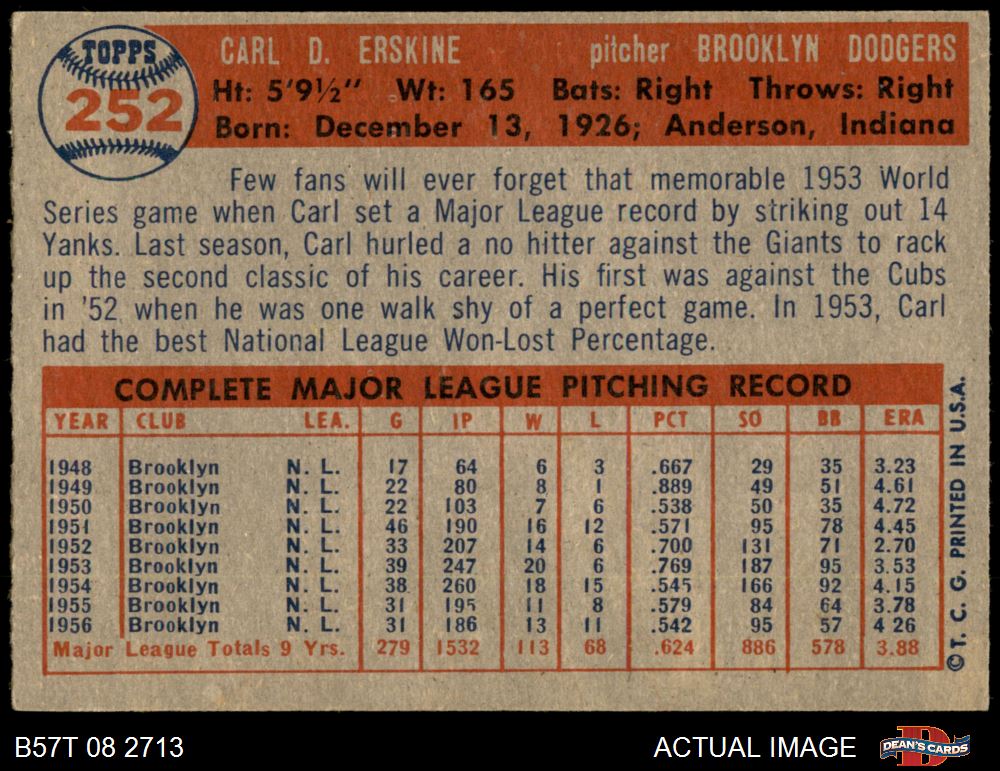 TOPPS
252
CARL D. ERSKINE pitcher BROOKLYN DODGERS
Ht: 5'9½" Wt: 165 Bats: Right Throws: Right
Born: December 13, 1926; Anderson, Indiana
Few fans will ever forget that memorable 1953 World
Series game when Carl set a Major League record by striking out 14
Yanks. Last season, Carl hurled a no hitter against the Giants to rack
up the second classic of his career. His first was against the Cubs
in '52 when he was one walk shy of a perfect game. In 1953, Carl
had the best National League Won-Lost Percentage.
COMPLETE MAJOR LEAGUE PITCHING RECORD
YEAR CLUB LEA. G IP W L PCT SO BB ERA
1948 Brooklyn N. L. 17 64 6 3 .667 29 35 3.23
1949 Brooklyn N. L. 22 80 8 1 .889 49 51 4.61
1950 Brooklyn N. L. 22 103 7 6 .538 50 35 4.72
1951 Brooklyn N. L. 46 190 16 12 .571 95 78 4.45
1952 Brooklyn N. L. 33 207 14 6 .700 131 71 2.70
1953 Brooklyn N. L. 39 247 20 6 .769 187 95 3.53
1954 Brooklyn N. L. 38 260 18 15 .545 166 92 4.15
1955 Brooklyn N. L. 31 195 11 8 .579 84 64 3.78
1956 Brooklyn N. L. 31 186 13 11 .542 95 57 4 26
Major League Totals 9 Yrs. 279 1532 113 68 .624 886 578 3.88
©T. C. G. PRINTED IN U.S.A.
B57T 08 2713 ACTUAL IMAGE DEAN'S CARDS